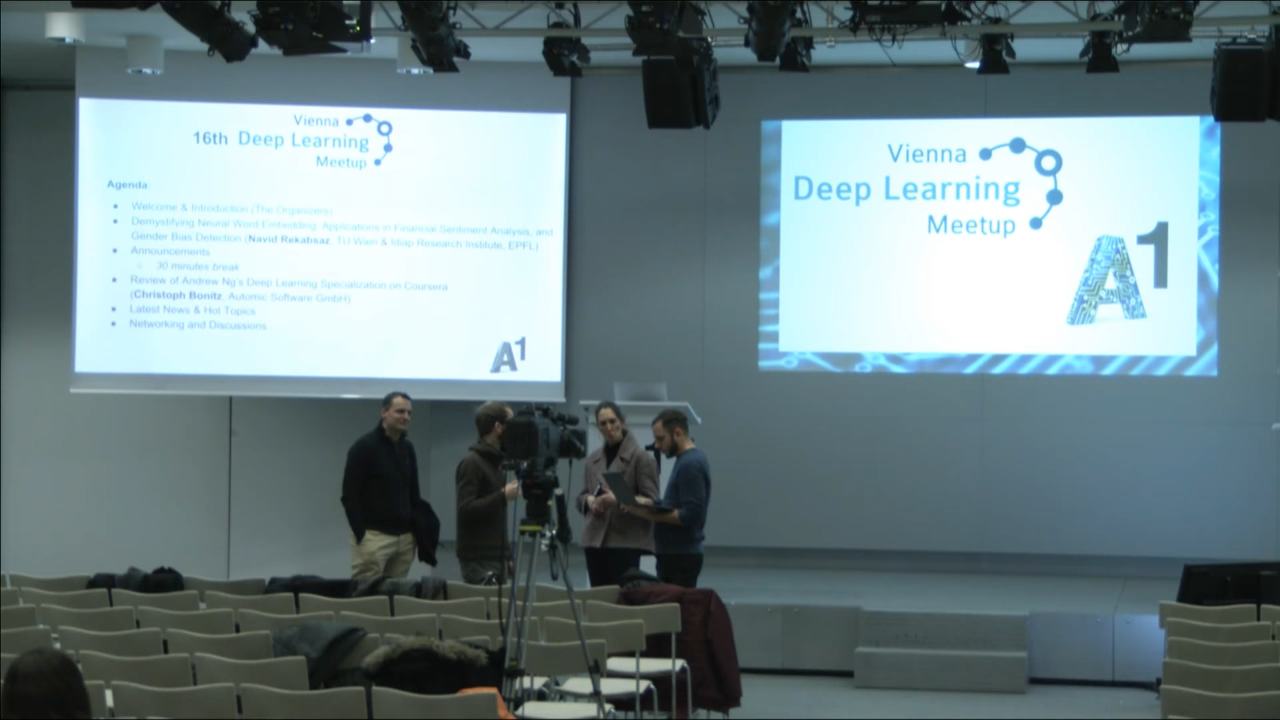 Vienna
16th Deep Learning
Meetup
Agenda
Welcome & Introduction (The Organizers)
Demystifying Neural Word Embedding: Applications in Financial Sentiment Analysis, and
Gender Bias Detection (Navid Rekabsaz, TU Wien & Idiap Research Institute, EPFL)
Announcements
30 minutes break
Review of Andrew Ng's Deep Learning Specialization on Coursera
(Christoph Bonitz, Automic Software GmbH)
Latest News & Hot Topics
Networking and Discussions
A1
Vienna
Deep Learning
Meetup
A1